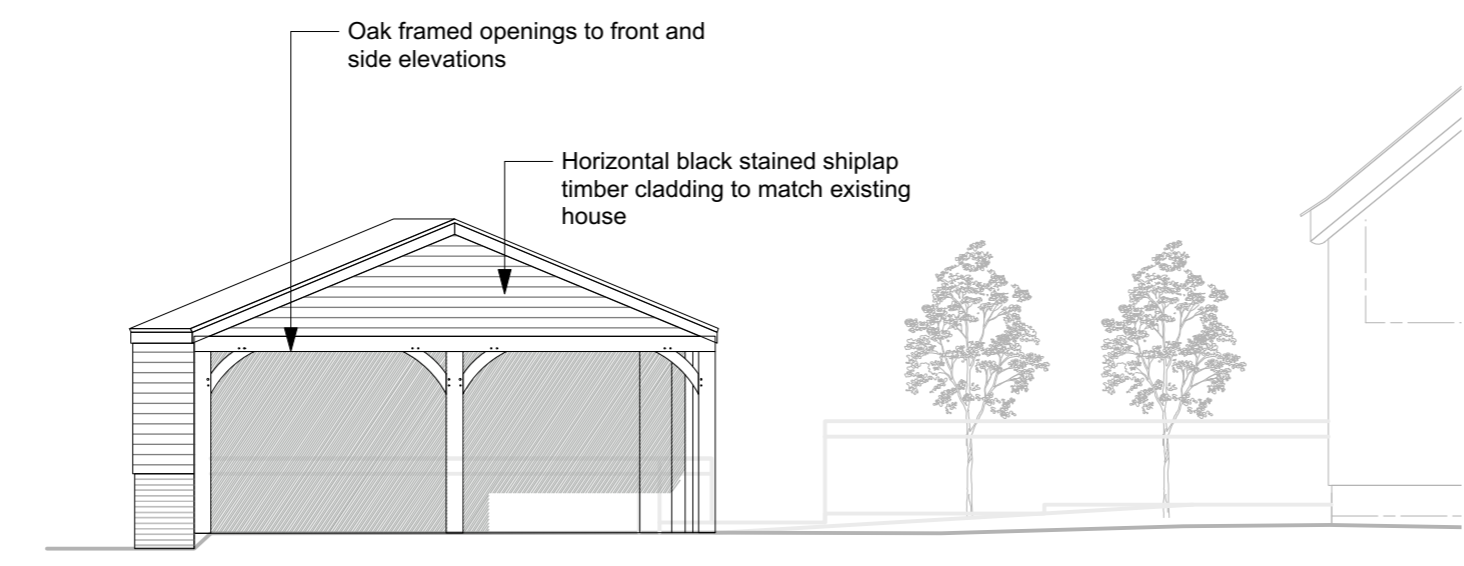 Oak framed openings to front and
side elevations
Horizontal black stained shiplap
timber cladding to match existing
house